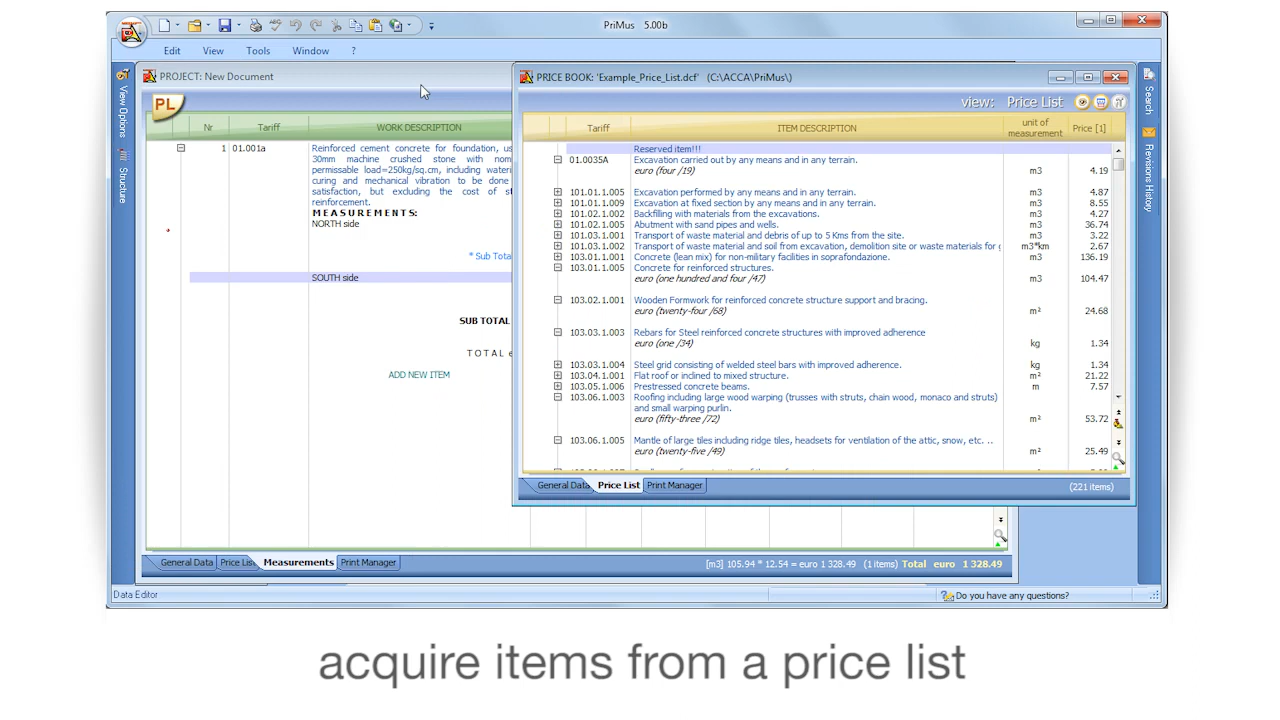 PriMus 5.00b
Edit View Tools Window ?
PROJECT: New Document
PL
Nr Tariff WORK DESCRIPTION
1 01.001a Reinforced cement concrete for foundation, us
30mm machine crushed stone with nom
permissable load=250kg/sq.cm, including wateri
curing and mechanical vibration to be done
satisfaction, but excluding the cost of st
reinforcement.
MEASUREMENTS:
NORTH side
* Sub Tota
SOUTH side
SUB TOTAL
TOTAL e
ADD NEW ITEM
General Data Price Lis Measurements Print Manager
[m3] 105.94 * 12.54 = euro 1 328.49 (1 items) Total euro 1 328.49
Data Editor
Do you have any questions?
View Options
Structure
Search
Revisions History
PRICE BOOK: 'Example_Price_List.dcf' (C:\ACCA\PriMus\)
view: Price List
Tariff ITEM DESCRIPTION unit of measurement Price [1]
Reserved item!!!
01.0035A Excavation carried out by any means and in any terrain.
euro (four /19) m3 4.19
101.01.1.005 Excavation performed by any means and in any terrain. m3 4.87
101.01.1.009 Excavation at fixed section by any means and in any terrain. m3 8.55
101.02.1.002 Backfilling with materials from the excavations. m3 4.27
101.02.1.005 Abutment with sand pipes and wells. m3 36.74
101.03.1.001 Transport of waste material and debris of up to 5 Kms from the site. m3 3.22
101.03.1.002 Transport of waste material and soil from excavation, demolition site or waste materials for g m3*km 2.67
103.01.1.001 Concrete (lean mix) for non-military facilities in soprafondazione. m3 136.19
103.01.1.005 Concrete for reinforced structures.
euro (one hundred and four /47) m3 104.47
103.02.1.001 Wooden Formwork for reinforced concrete structure support and bracing.
euro (twenty-four /68) m² 24.68
103.03.1.003 Rebars for Steel reinforced concrete structures with improved adherence
euro (one /34) kg 1.34
103.03.1.004 Steel grid consisting of welded steel bars with improved adherence. kg 1.34
103.04.1.001 Flat roof or inclined to mixed structure. m² 21.22
103.05.1.006 Prestressed concrete beams. m 7.57
103.06.1.003 Roofing including large wood warping (trusses with struts, chain wood, monaco and struts)
and small warping purlin.
euro (fifty-three /72) m² 53.72
103.06.1.005 Mantle of large tiles including ridge tiles, headsets for ventilation of the attic, snow, etc. ..
euro (twenty-five /49) m² 25.49
General Data Price List Print Manager
(221 items)
acquire items from a price list